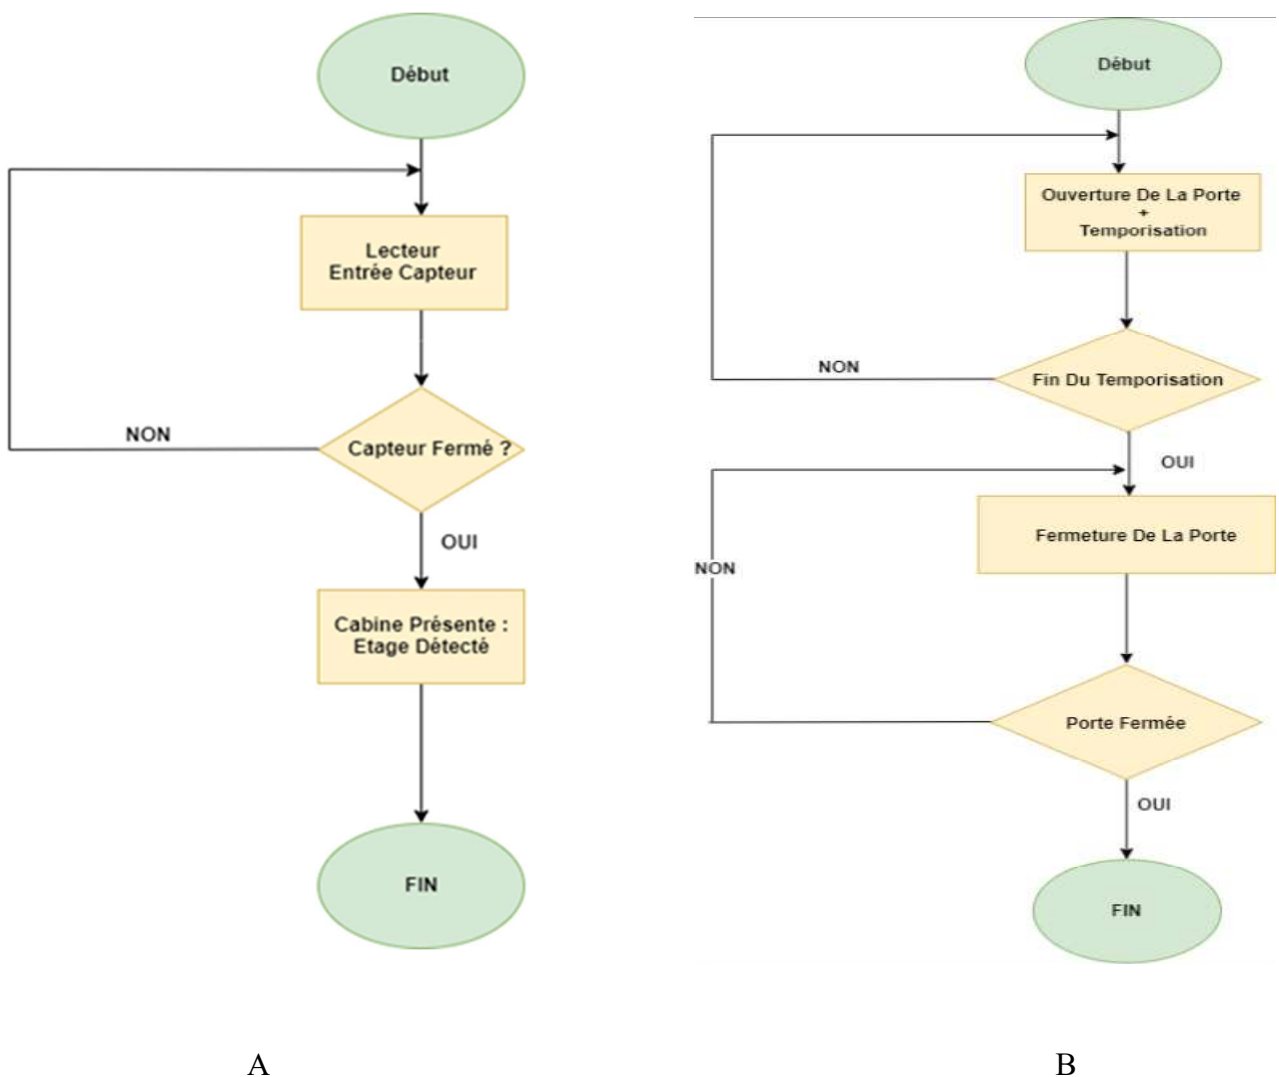 Début
Lecteur
Entrée Capteur
Capteur Fermé ?
NON
OUI
Cabine Présente :
Etage Détecté
FIN
A
Début
Ouverture De La Porte
+
Temporisation
Fin Du Temporisation
NON
OUI
Fermeture De La Porte
NON
Porte Fermée
OUI
FIN
B